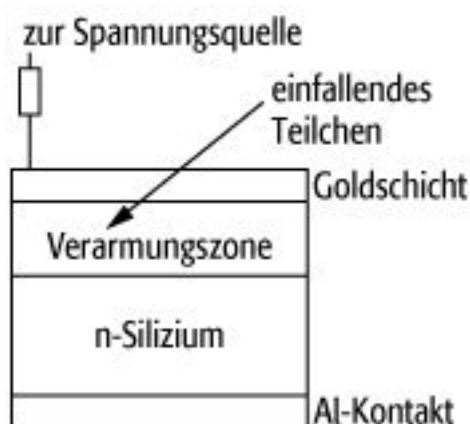 zur Spannungsquelle
einfallendes
Teilchen
Goldschicht
Verarmungszone
n-Silizium
Al-Kontakt